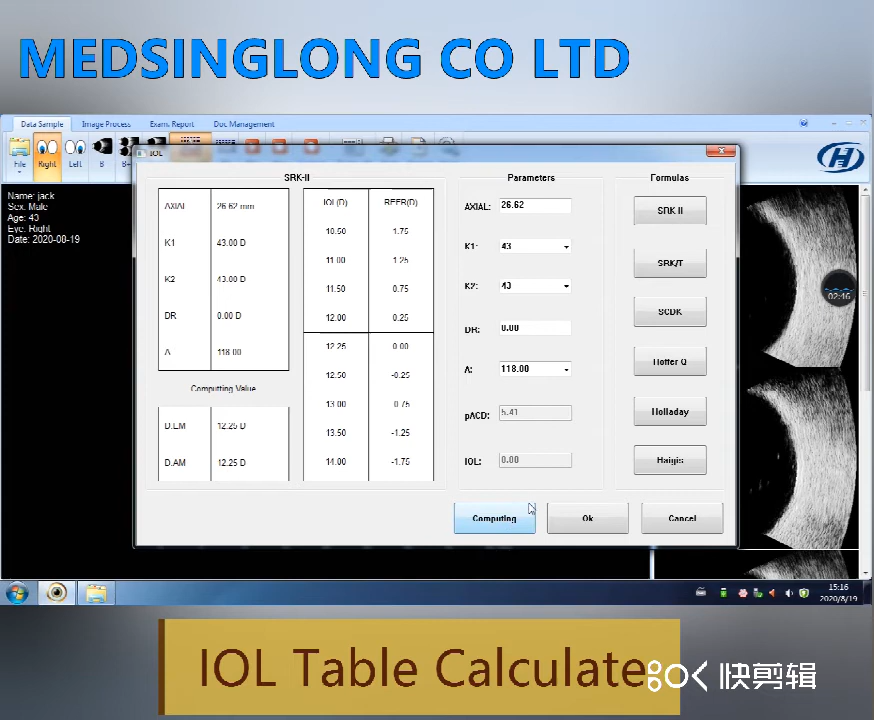 MEDSINGLONG CO LTD
Data Sample Image Process Exam. Report Doc Management
File Right Left B
IOL
Name: jack
Sex: Male
Age: 43
Eye: Right
Date: 2020-08-19
SRK-II
AXIAL 26.62 mm
K1 43.00 D
K2 43.00 D
DR 0.00 D
A 118.00
Computting Value
D.EM 12.25 D
D.AM 12.25 D
IOL(D) REFR(D)
10.50 1.75
11.00 1.25
11.50 0.75
12.00 0.25
12.25 0.00
12.50 -0.25
13.00 0.75
13.50 -1.25
14.00 -1.75
Parameters
AXIAL: 26.62
K1: 43
K2: 43
DR: 0.00
A: 118.00
pACD: 5.41
IOL: 0.00
Formulas
SRK II
SRK/T
SCDK
Hoffer Q
Holladay
Haigis
Computing Ok Cancel
02:46
15:16
2020/8/19
IOL Table Calculate
快剪辑